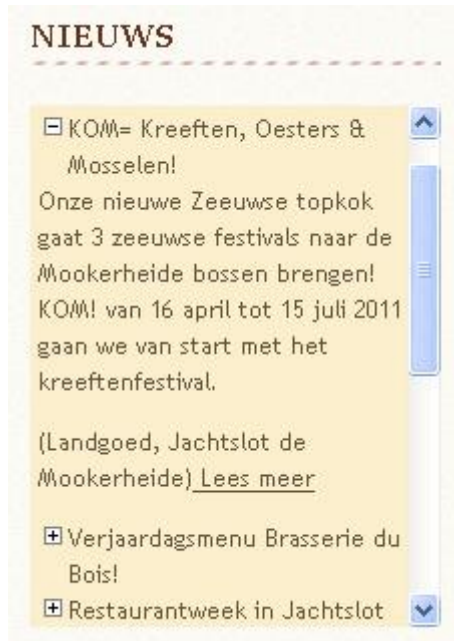 NIEUWS
KOM= Kreeften, Oesters &
Mosselen!
Onze nieuwe Zeeuwse topkok
gaat 3 zeeuwse festivals naar de
Mookerheide bossen brengen!
KOM! van 16 april tot 15 juli 2011
gaan we van start met het
kreeftenfestival.
(Landgoed, Jachtslot de
Mookerheide) Lees meer
Verjaardagsmenu Brasserie du
Bois!
Restaurantweek in Jachtslot